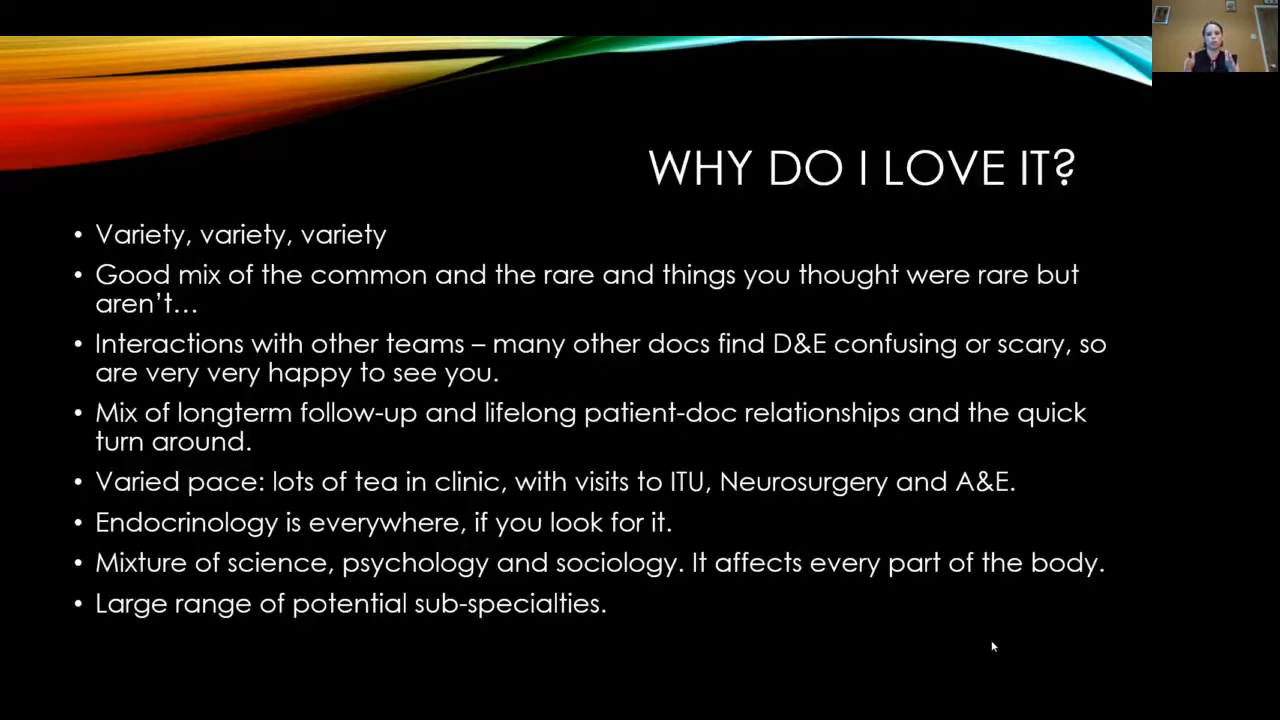 WHY DO I LOVE IT?
• Variety, variety, variety
• Good mix of the common and the rare and things you thought were rare but
aren’t…
• Interactions with other teams – many other docs find D&E confusing or scary, so
are very very happy to see you.
• Mix of longterm follow-up and lifelong patient-doc relationships and the quick
turn around.
• Varied pace: lots of tea in clinic, with visits to ITU, Neurosurgery and A&E.
• Endocrinology is everywhere, if you look for it.
• Mixture of science, psychology and sociology. It affects every part of the body.
• Large range of potential sub-specialties.